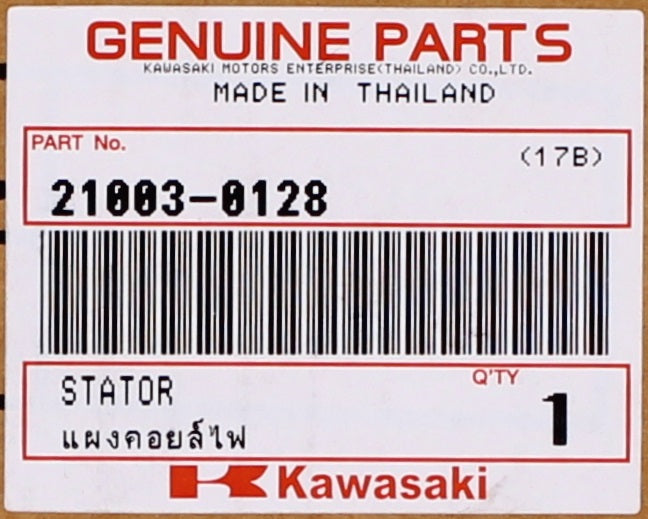 GENUINE PARTS
KAWASAKI MOTORS ENTERPRISE(THAILAND) CO.,LTD.
MADE IN THAILAND
PART No.
(17B)
21003-0128
STATOR
Q'TY
1
แผงคอยล์ไฟ
Kawasaki